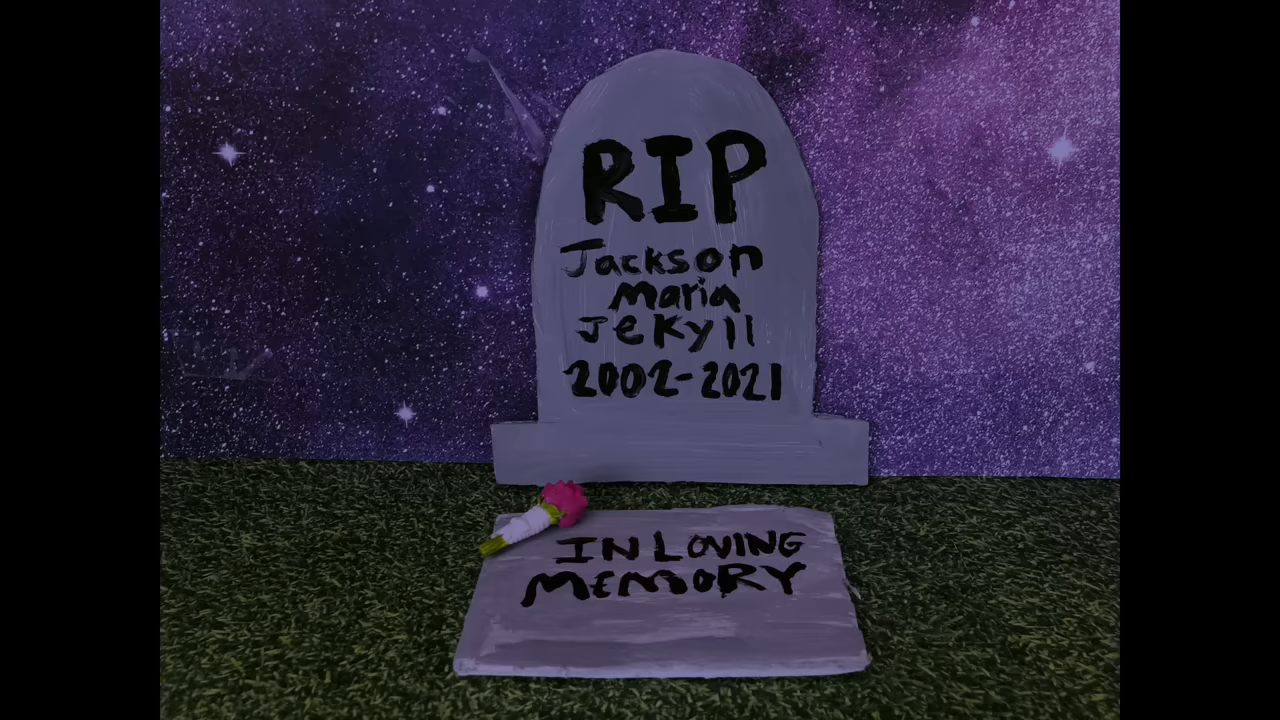 RIP
Jackson
Maria
Jekyll
2002-2021
IN LOVING
MEMORY